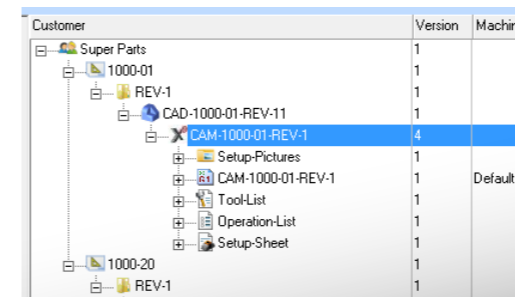 Customer Version Machin
Super Parts 1
1000-01 1
REV-1 1
CAD-1000-01-REV-11 1
CAM-1000-01-REV-1 4
Setup-Pictures 1
CAM-1000-01-REV-1 1 Default
Tool-List 1
Operation-List 1
Setup-Sheet 1
1000-20 1
REV-1 1